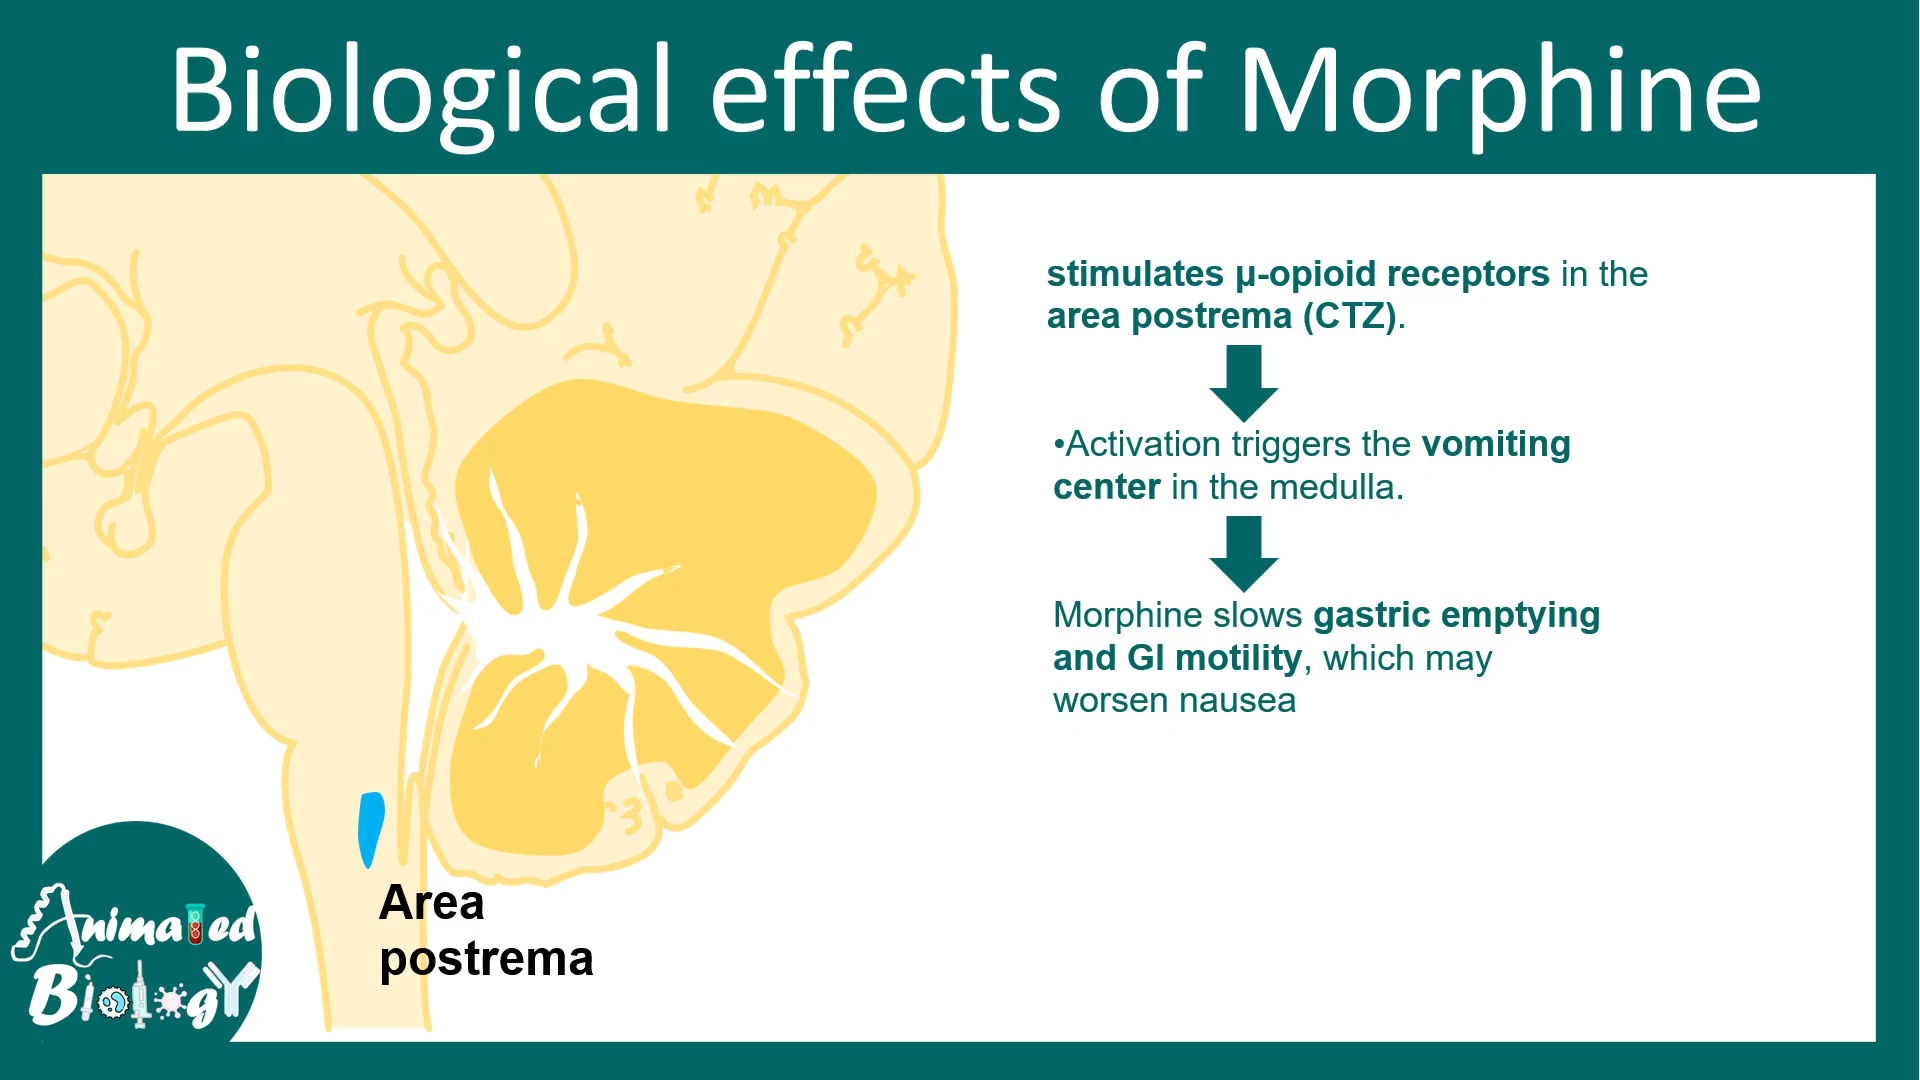 Biological effects of Morphine
stimulates μ-opioid receptors in the
area postrema (CTZ).
•Activation triggers the vomiting
center in the medulla.
Morphine slows gastric emptying
and GI motility, which may
worsen nausea
Area
postrema
Animated
Biology